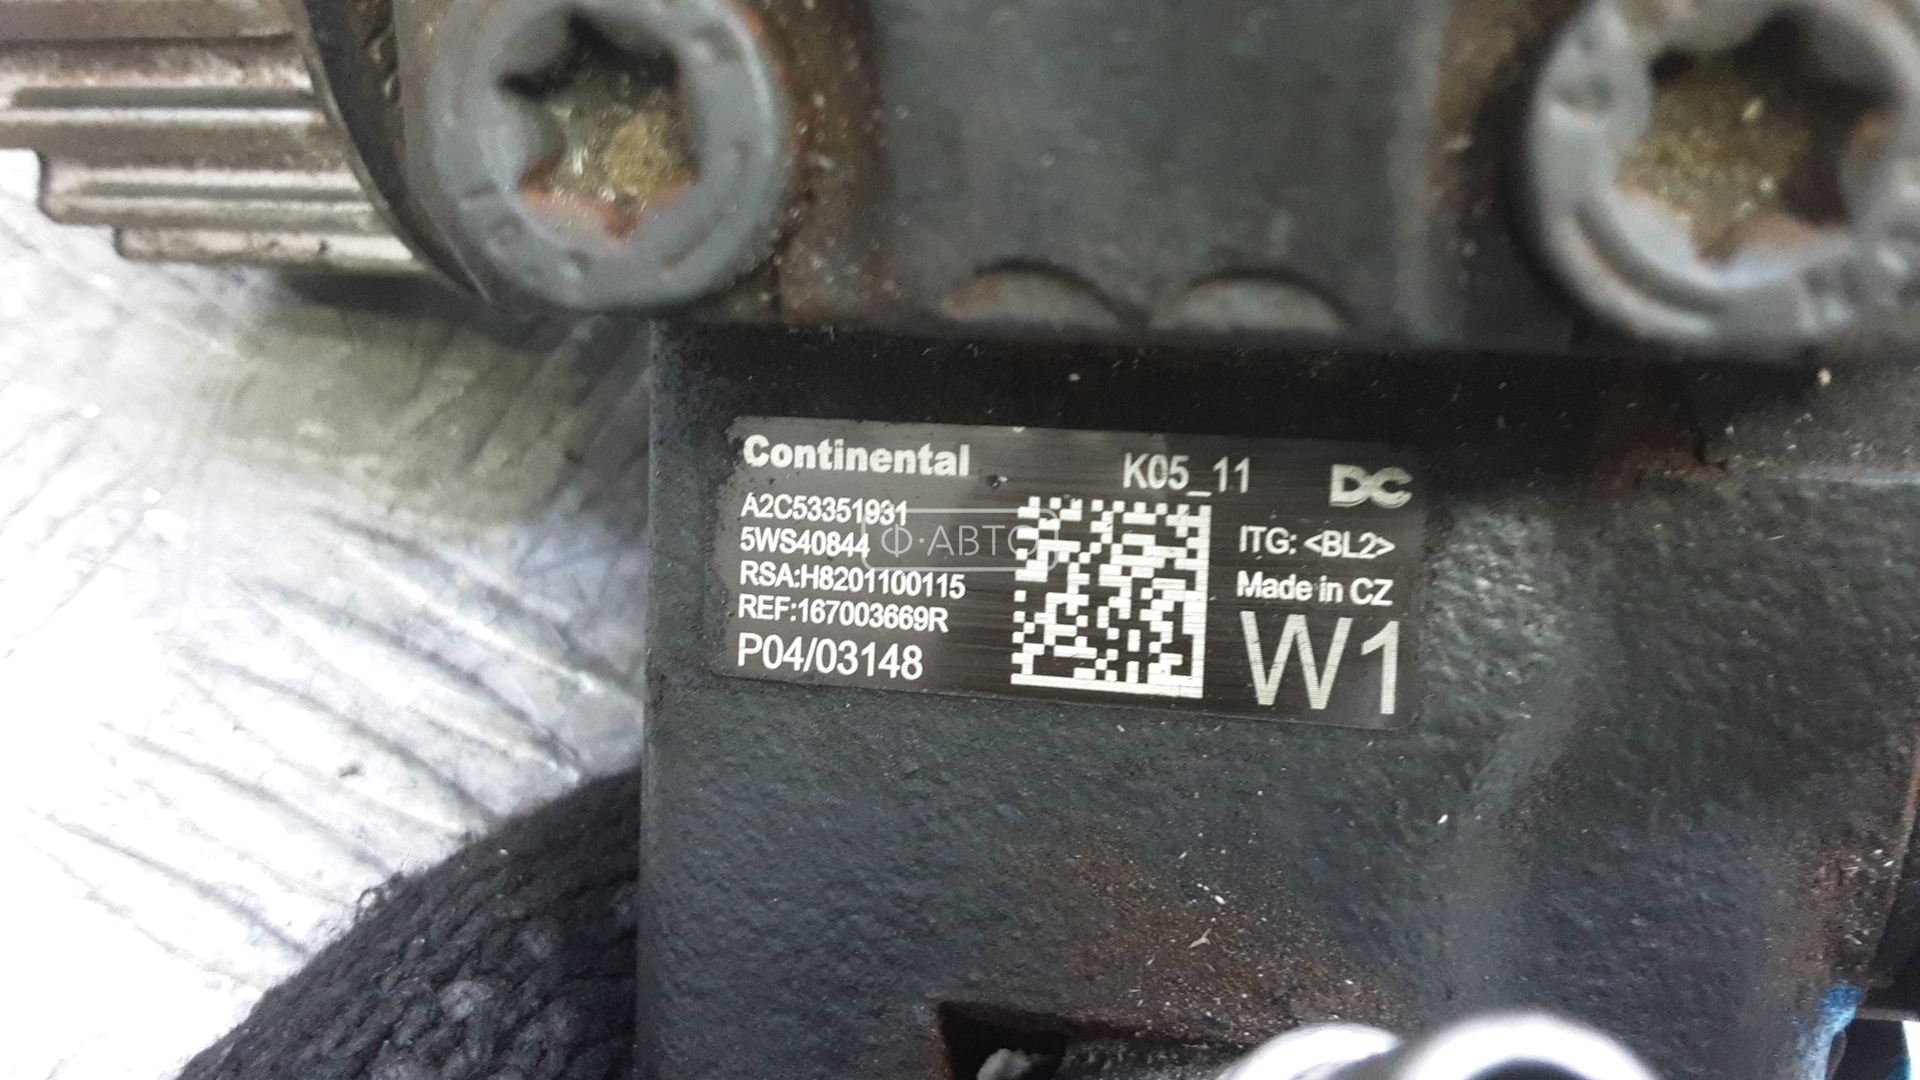 Continental
K05_11
DC
A2C53351931
5WS40844
RSA:H8201100115
REF:167003669R
P04/03148
ITG: <BL2>
Made in CZ
W1
Ф·АВТО